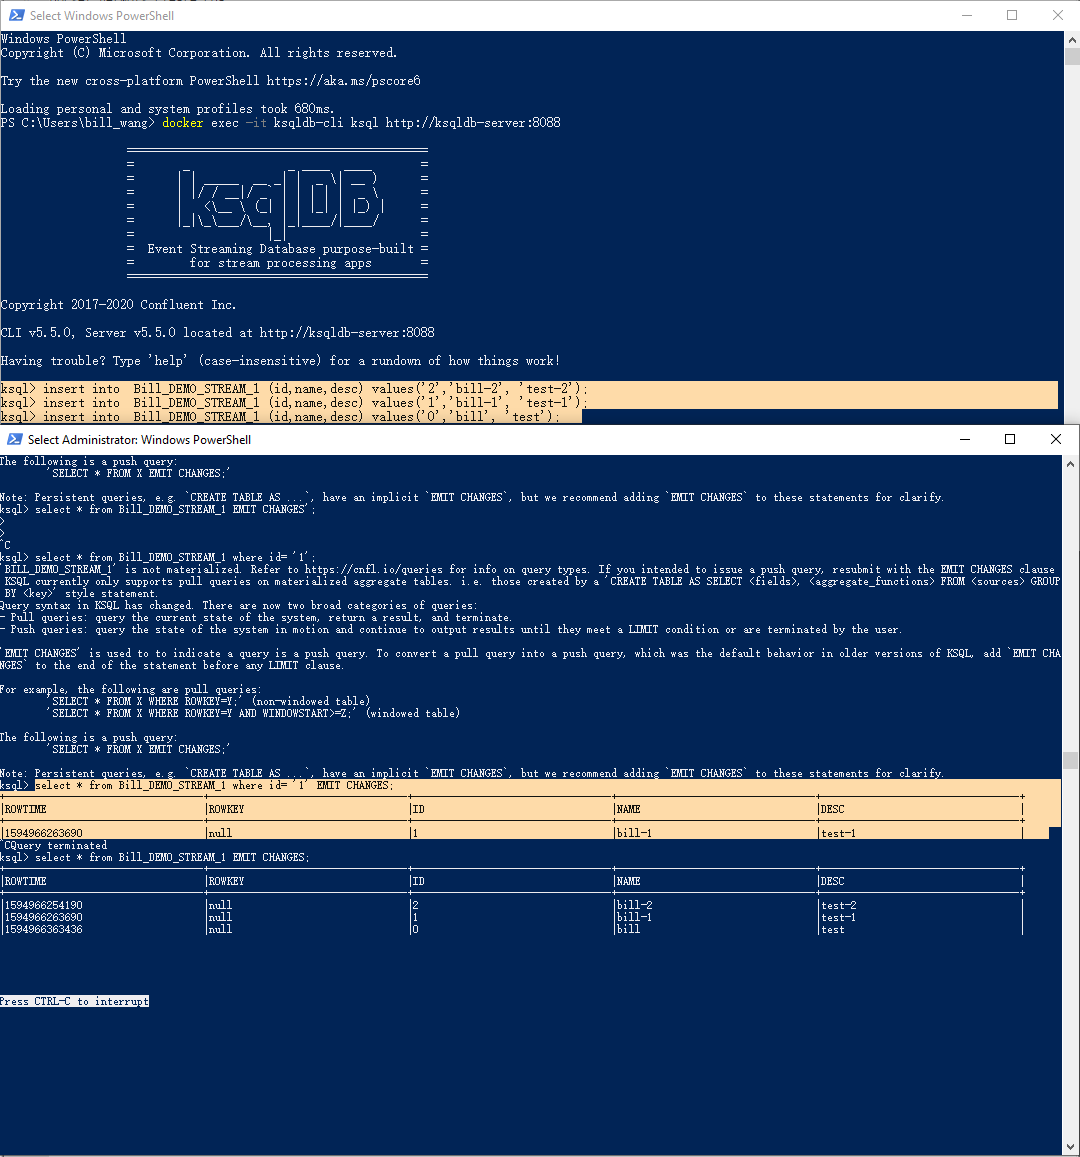 Select Windows PowerShell
Windows PowerShell
Copyright (C) Microsoft Corporation. All rights reserved.
Try the new cross-platform PowerShell https://aka.ms/pscore6
Loading personal and system profiles took 680ms.
PS C:\Users\bill_wang> docker exec -it ksqldb-cli ksql http://ksqldb-server:8088
ksqlDB
= Event Streaming Database purpose-built =
= for stream processing apps =
Copyright 2017-2020 Confluent Inc.
CLI v5.5.0, Server v5.5.0 located at http://ksqldb-server:8088
Having trouble? Type 'help' (case-insensitive) for a rundown of how things work!
ksql> insert into  Bill_DEMO_STREAM_1 (id,name,desc) values('2','bill-2', 'test-2');
ksql> insert into  Bill_DEMO_STREAM_1 (id,name,desc) values('1','bill-1', 'test-1');
ksql> insert into  Bill_DEMO_STREAM_1 (id,name,desc) values('0','bill', 'test');
Select Administrator: Windows PowerShell
The following is a push query:
'SELECT * FROM X EMIT CHANGES;'
Note: Persistent queries, e.g. `CREATE TABLE AS ...`, have an implicit `EMIT CHANGES`, but we recommend adding `EMIT CHANGES` to these statements for clarify.
ksql> select * from Bill_DEMO_STREAM_1 EMIT CHANGES';
>
>
^C
ksql> select * from Bill_DEMO_STREAM_1 where id= '1';
'BILL_DEMO_STREAM_1' is not materialized. Refer to https://cnfl.io/queries for info on query types. If you intended to issue a push query, resubmit with the EMIT CHANGES clause
KSQL currently only supports pull queries on materialized aggregate tables. i.e. those created by a 'CREATE TABLE AS SELECT <fields>, <aggregate_functions> FROM <sources> GROUP
BY <key>' style statement.
Query syntax in KSQL has changed. There are now two broad categories of queries:
- Pull queries: query the current state of the system, return a result, and terminate.
- Push queries: query the state of the system in motion and continue to output results until they meet a LIMIT condition or are terminated by the user.
'EMIT CHANGES' is used to to indicate a query is a push query. To convert a pull query into a push query, which was the default behavior in older versions of KSQL, add `EMIT CHA
NGES` to the end of the statement before any LIMIT clause.
For example, the following are pull queries:
'SELECT * FROM X WHERE ROWKEY=Y;' (non-windowed table)
'SELECT * FROM X WHERE ROWKEY=Y AND WINDOWSTART>=Z;' (windowed table)
The following is a push query:
'SELECT * FROM X EMIT CHANGES;'
Note: Persistent queries, e.g. `CREATE TABLE AS ...`, have an implicit `EMIT CHANGES`, but we recommend adding `EMIT CHANGES` to these statements for clarify.
ksql> select * from Bill_DEMO_STREAM_1 where id= '1' EMIT CHANGES;
|ROWTIME |ROWKEY |ID |NAME |DESC |
|1594966263690 |null |1 |bill-1 |test-1 |
^CQuery terminated
ksql> select * from Bill_DEMO_STREAM_1 EMIT CHANGES;
|ROWTIME |ROWKEY |ID |NAME |DESC |
|1594966254190 |null |2 |bill-2 |test-2 |
|1594966263690 |null |1 |bill-1 |test-1 |
|1594966363436 |null |0 |bill |test |
Press CTRL-C to interrupt